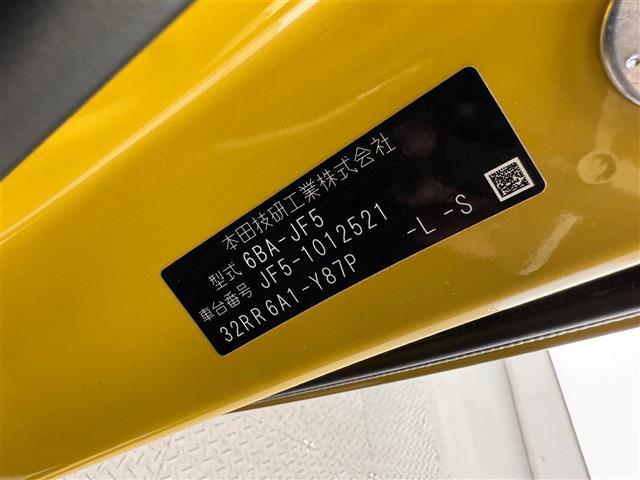 本田技研工業株式会社
型式 6BA-JF5
車台番号 JF5-1012521
32RR6A1-Y87P -L -S